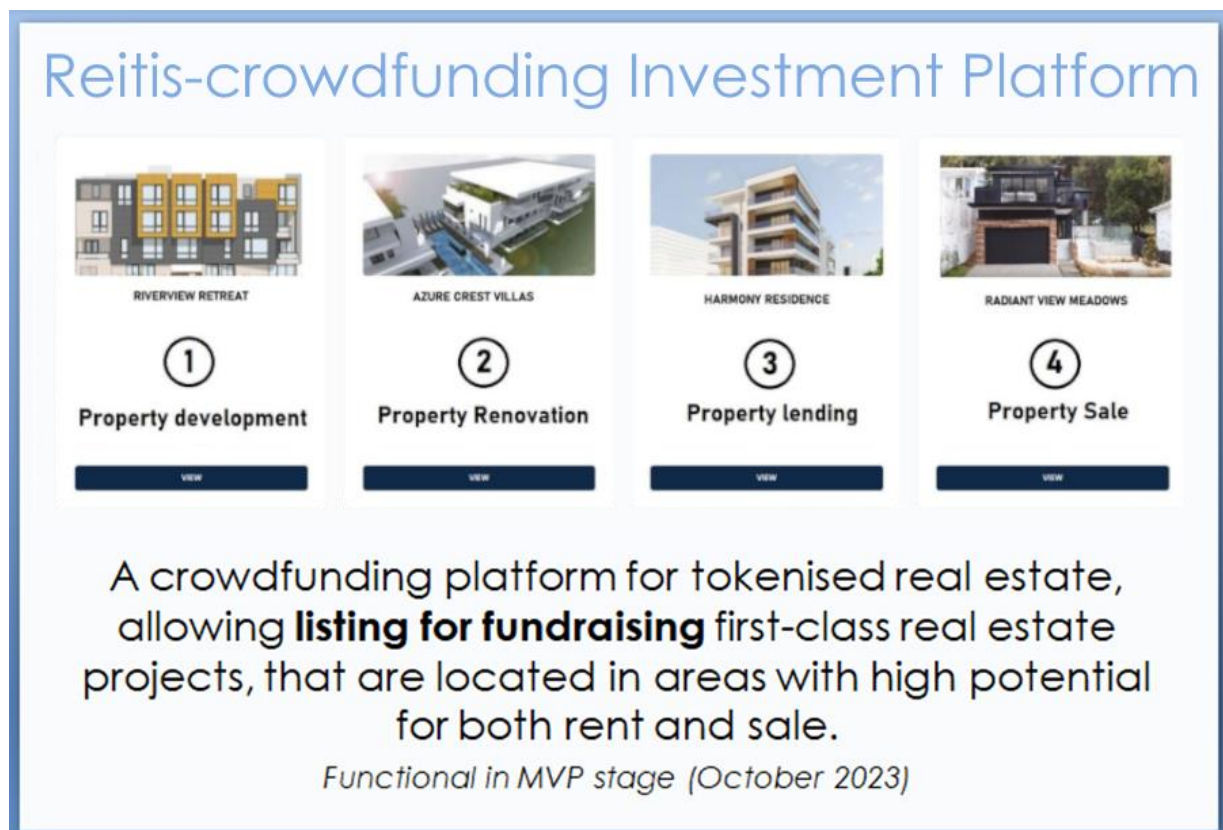 Reitis-crowdfunding Investment Platform
RIVERVIEW RETREAT
1
Property development
VIEW
AZURE CREST VILLAS
2
Property Renovation
VIEW
HARMONY RESIDENCE
3
Property lending
VIEW
RADIANT VIEW MEADOWS
4
Property Sale
VIEW
A crowdfunding platform for tokenised real estate,
allowing listing for fundraising first-class real estate
projects, that are located in areas with high potential
for both rent and sale.
Functional in MVP stage (October 2023)